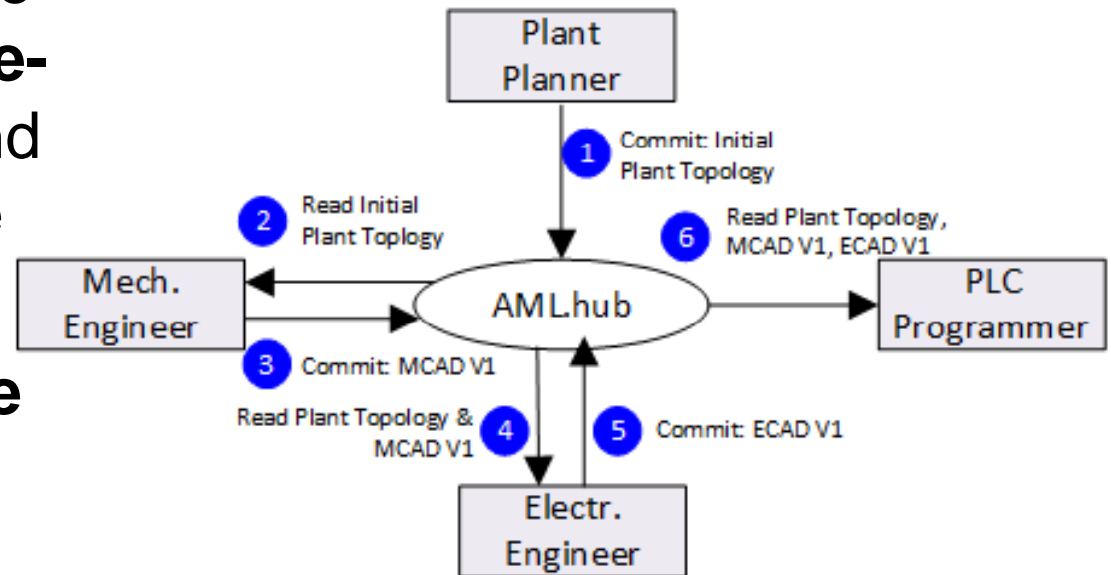 e-
nd
e
Plant
Planner
1
Commit: Initial
Plant Topology
2
Read Initial
Plant Toplogy
6
Read Plant Topology,
MCAD V1, ECAD V1
Mech.
Engineer
AML.hub
PLC
Programmer
3
Commit: MCAD V1
Read Plant Topology &
MCAD V1
4
5
Commit: ECAD V1
Electr.
Engineer